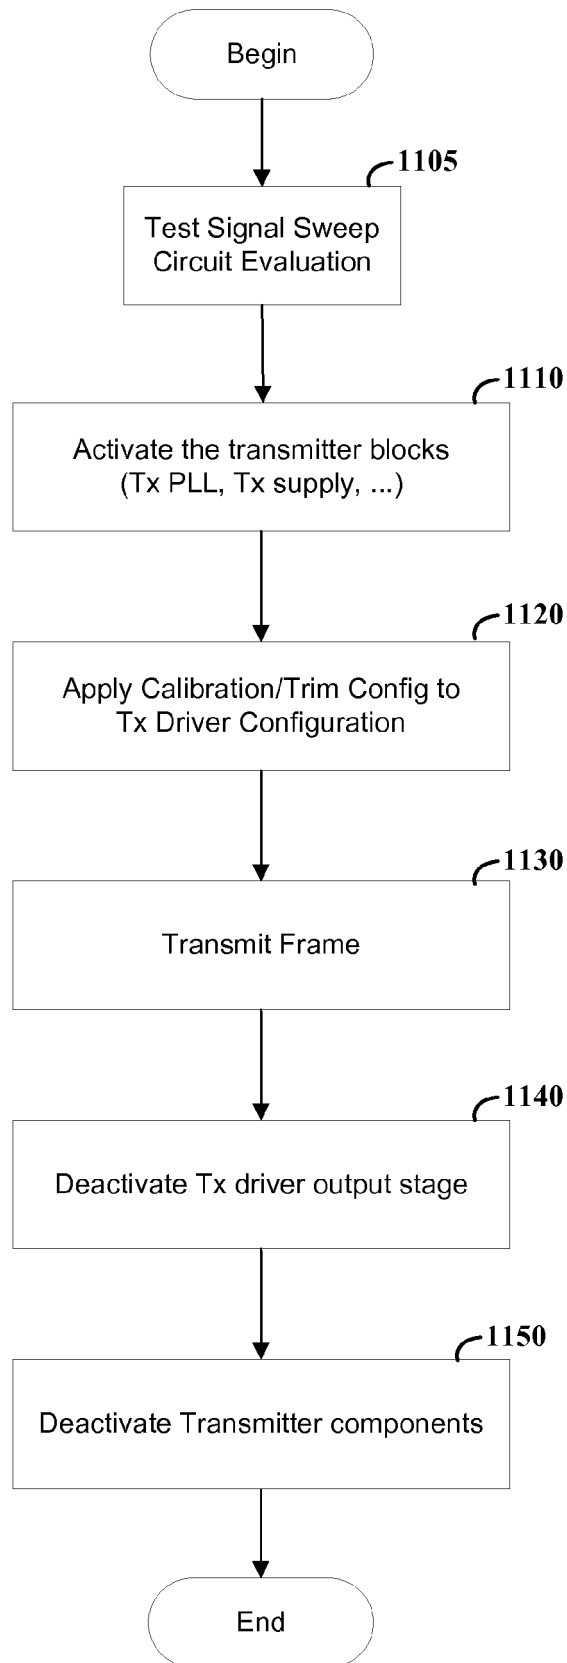 Begin
1105
Test Signal Sweep
Circuit Evaluation
1110
Activate the transmitter blocks
(Tx PLL, Tx supply, ...)
1120
Apply Calibration/Trim Config to
Tx Driver Configuration
1130
Transmit Frame
1140
Deactivate Tx driver output stage
1150
Deactivate Transmitter components
End